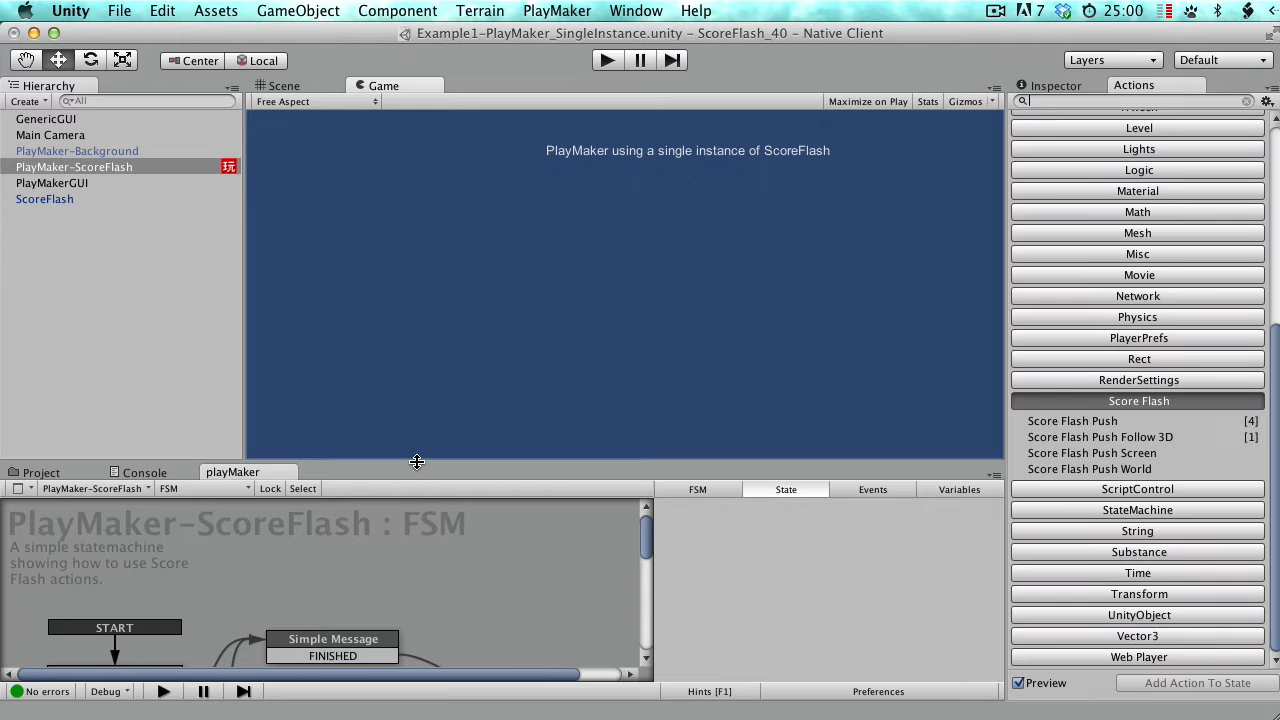 Unity File Edit Assets GameObject Component Terrain PlayMaker Window Help 7 25:00
Example1-PlayMaker_SingleInstance.unity - ScoreFlash_40 - Native Client
Center Local Layers Default
Hierarchy Scene Game Inspector Actions
Create All Free Aspect Maximize on Play Stats Gizmos
GenericGUI
Main Camera
PlayMaker-Background
PlayMaker-ScoreFlash 玩
PlayMakerGUI
ScoreFlash
PlayMaker using a single instance of ScoreFlash
Level
Lights
Logic
Material
Math
Mesh
Misc
Movie
Network
Physics
PlayerPrefs
Rect
RenderSettings
Score Flash
Score Flash Push [4]
Score Flash Push Follow 3D [1]
Score Flash Push Screen
Score Flash Push World
ScriptControl
StateMachine
String
Substance
Time
Transform
UnityObject
Vector3
Web Player
Preview Add Action To State
Project Console playMaker
PlayMaker-ScoreFlash FSM Lock Select FSM State Events Variables
PlayMaker-ScoreFlash : FSM
A simple statemachine
showing how to use Score
Flash actions.
START
Simple Message
FINISHED
No errors Debug Hints [F1] Preferences